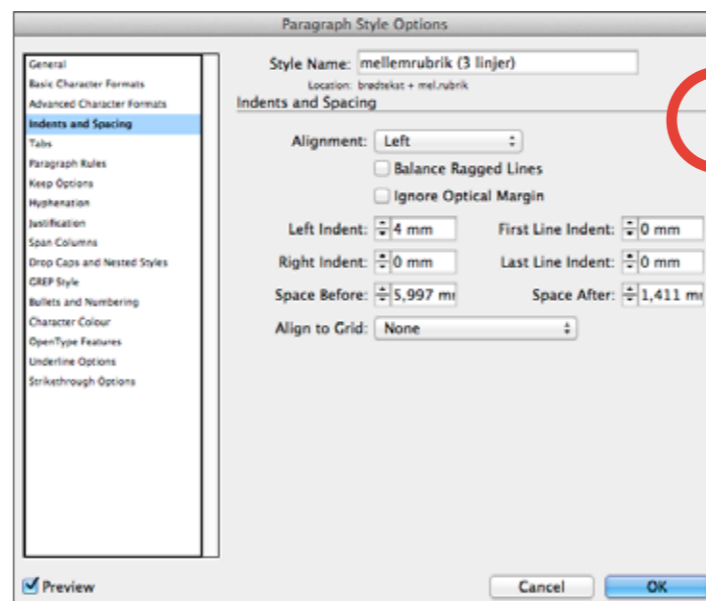 Paragraph Style Options
General
Basic Character Formats
Advanced Character Formats
Indents and Spacing
Tabs
Paragraph Rules
Keep Options
Hyphenation
Justification
Span Columns
Drop Caps and Nested Styles
GREP Style
Bullets and Numbering
Character Colour
OpenType Features
Underline Options
Strikethrough Options
Style Name: mellemrubrik (3 linjer)
Location: brødtekst + mel.rubrik
Indents and Spacing
Alignment: Left
Balance Ragged Lines
Ignore Optical Margin
Left Indent: 4 mm First Line Indent: 0 mm
Right Indent: 0 mm Last Line Indent: 0 mm
Space Before: 5,997 m Space After: 1,411 m
Align to Grid: None
Preview Cancel OK